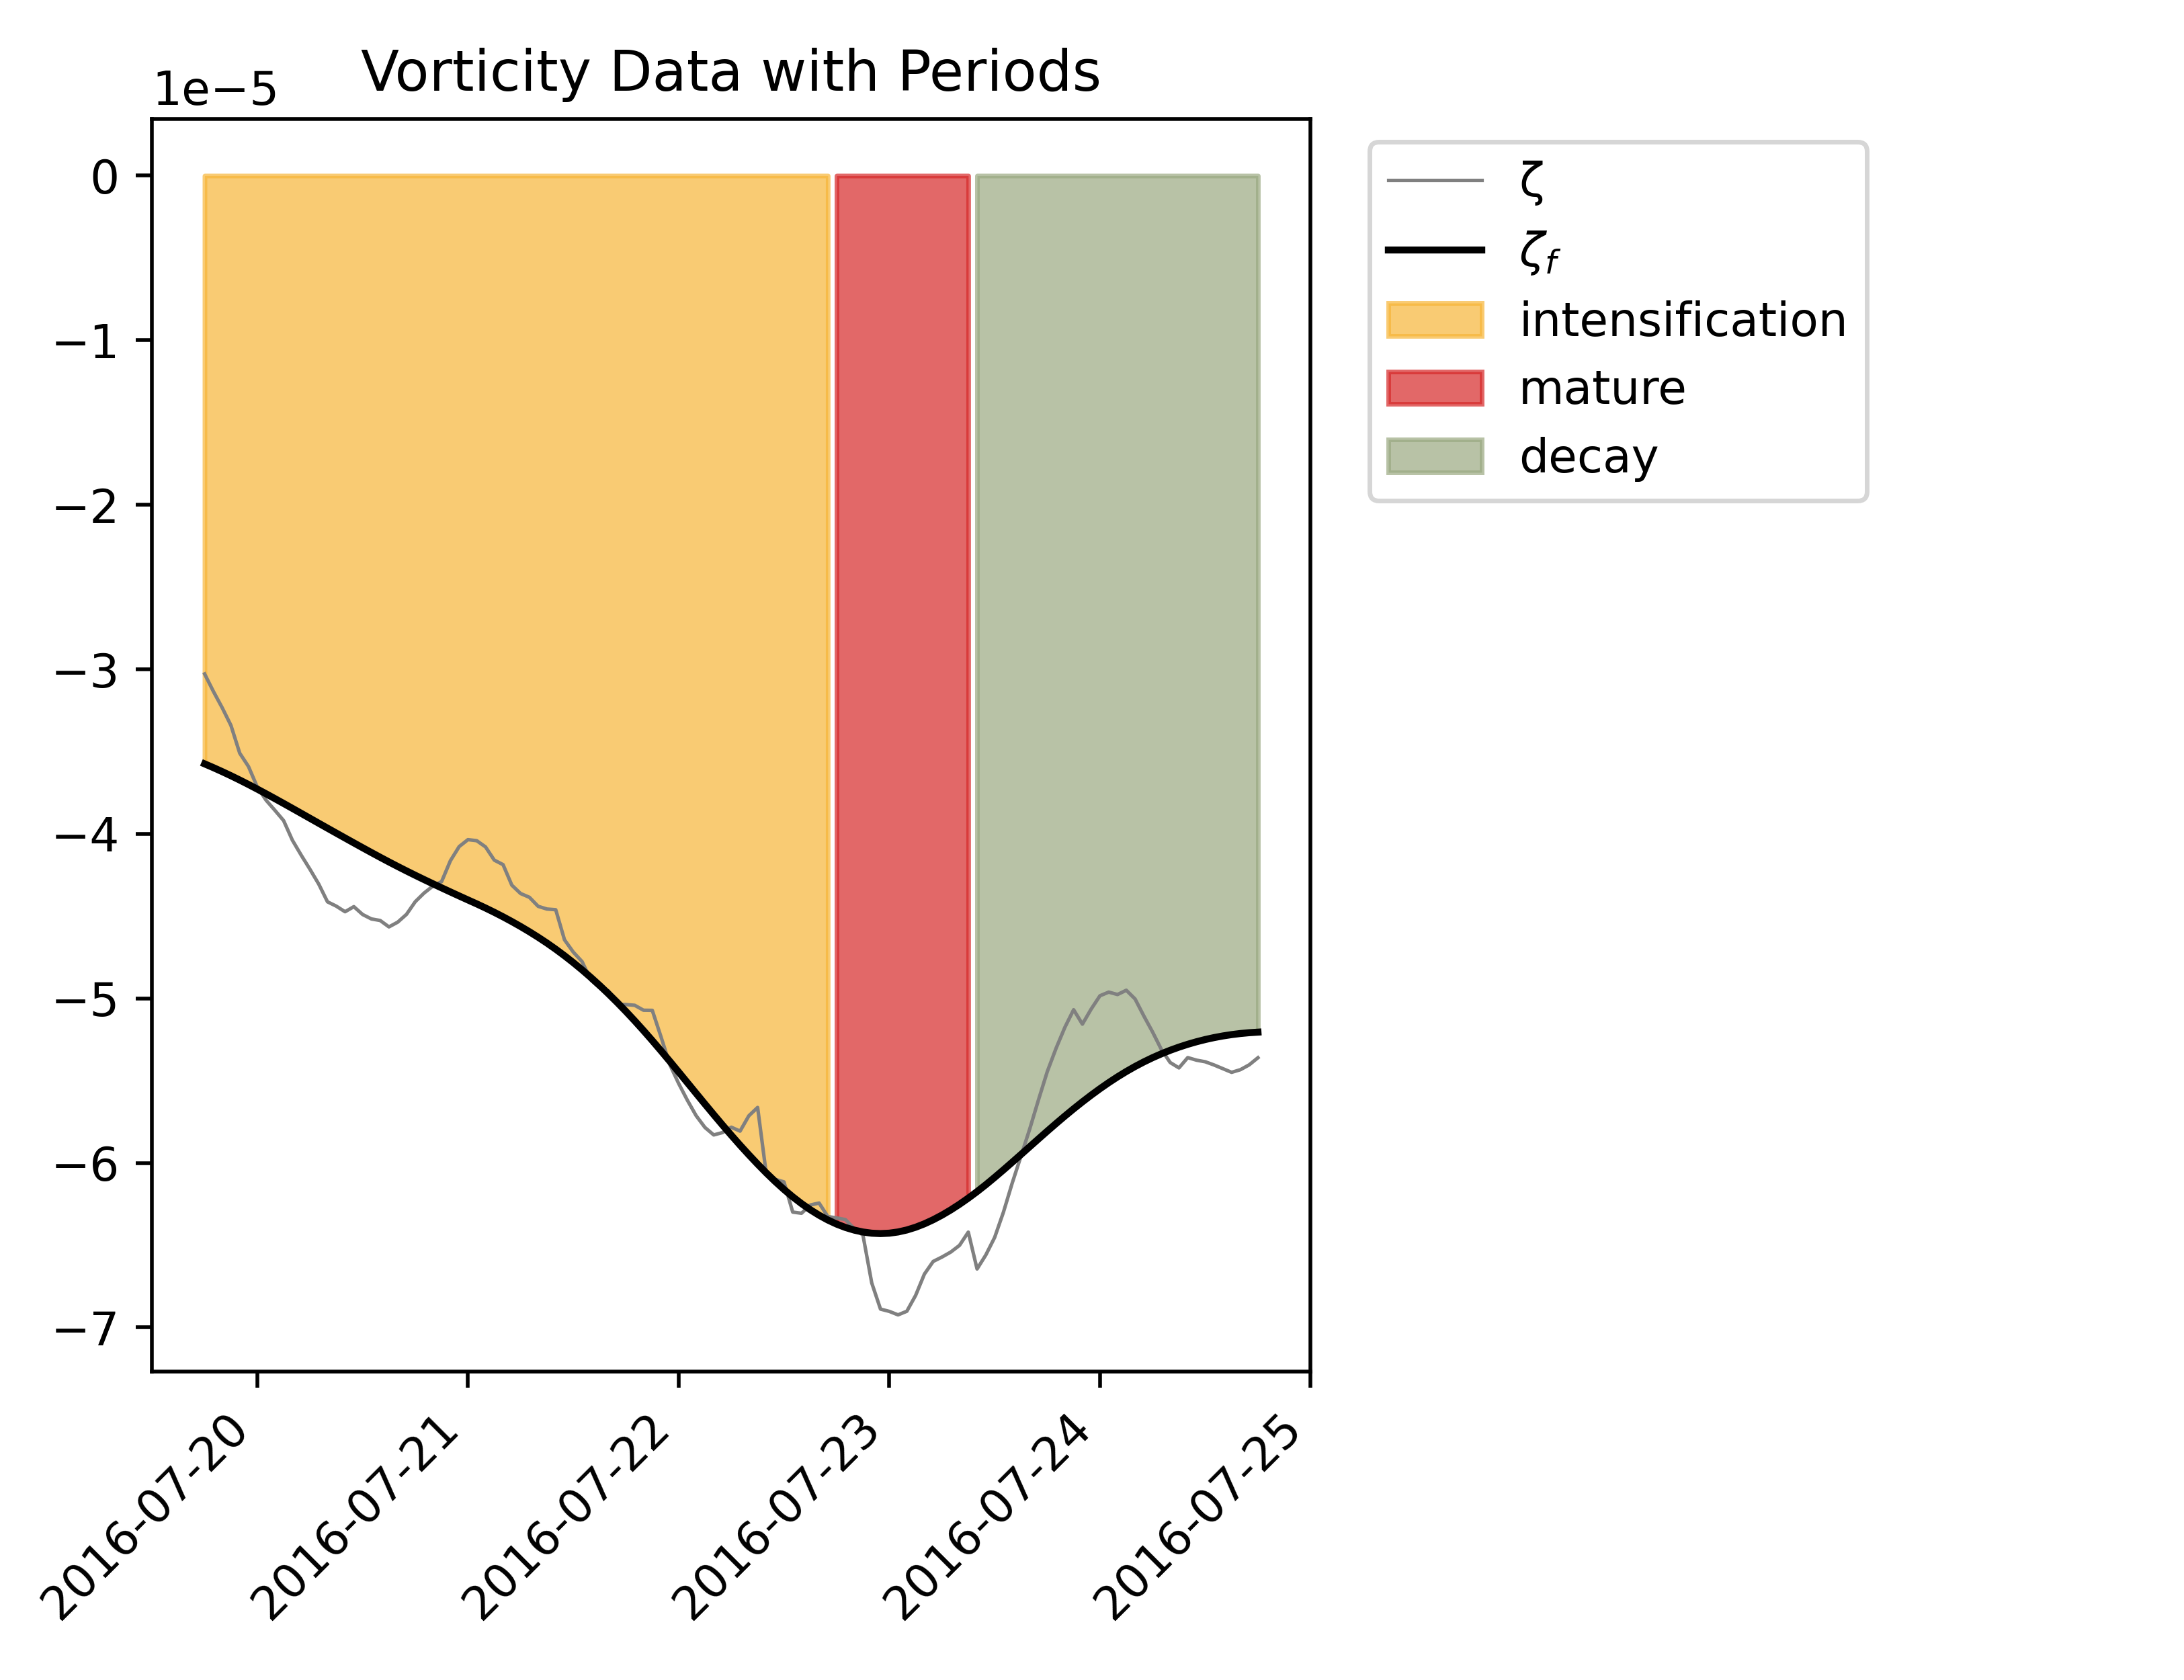 Vorticity Data with Periods
1e−5
0
−1
−2
−3
−4
−5
−6
−7
2016-07-20
2016-07-21
2016-07-22
2016-07-23
2016-07-24
2016-07-25
ζ
ζf
intensification
mature
decay